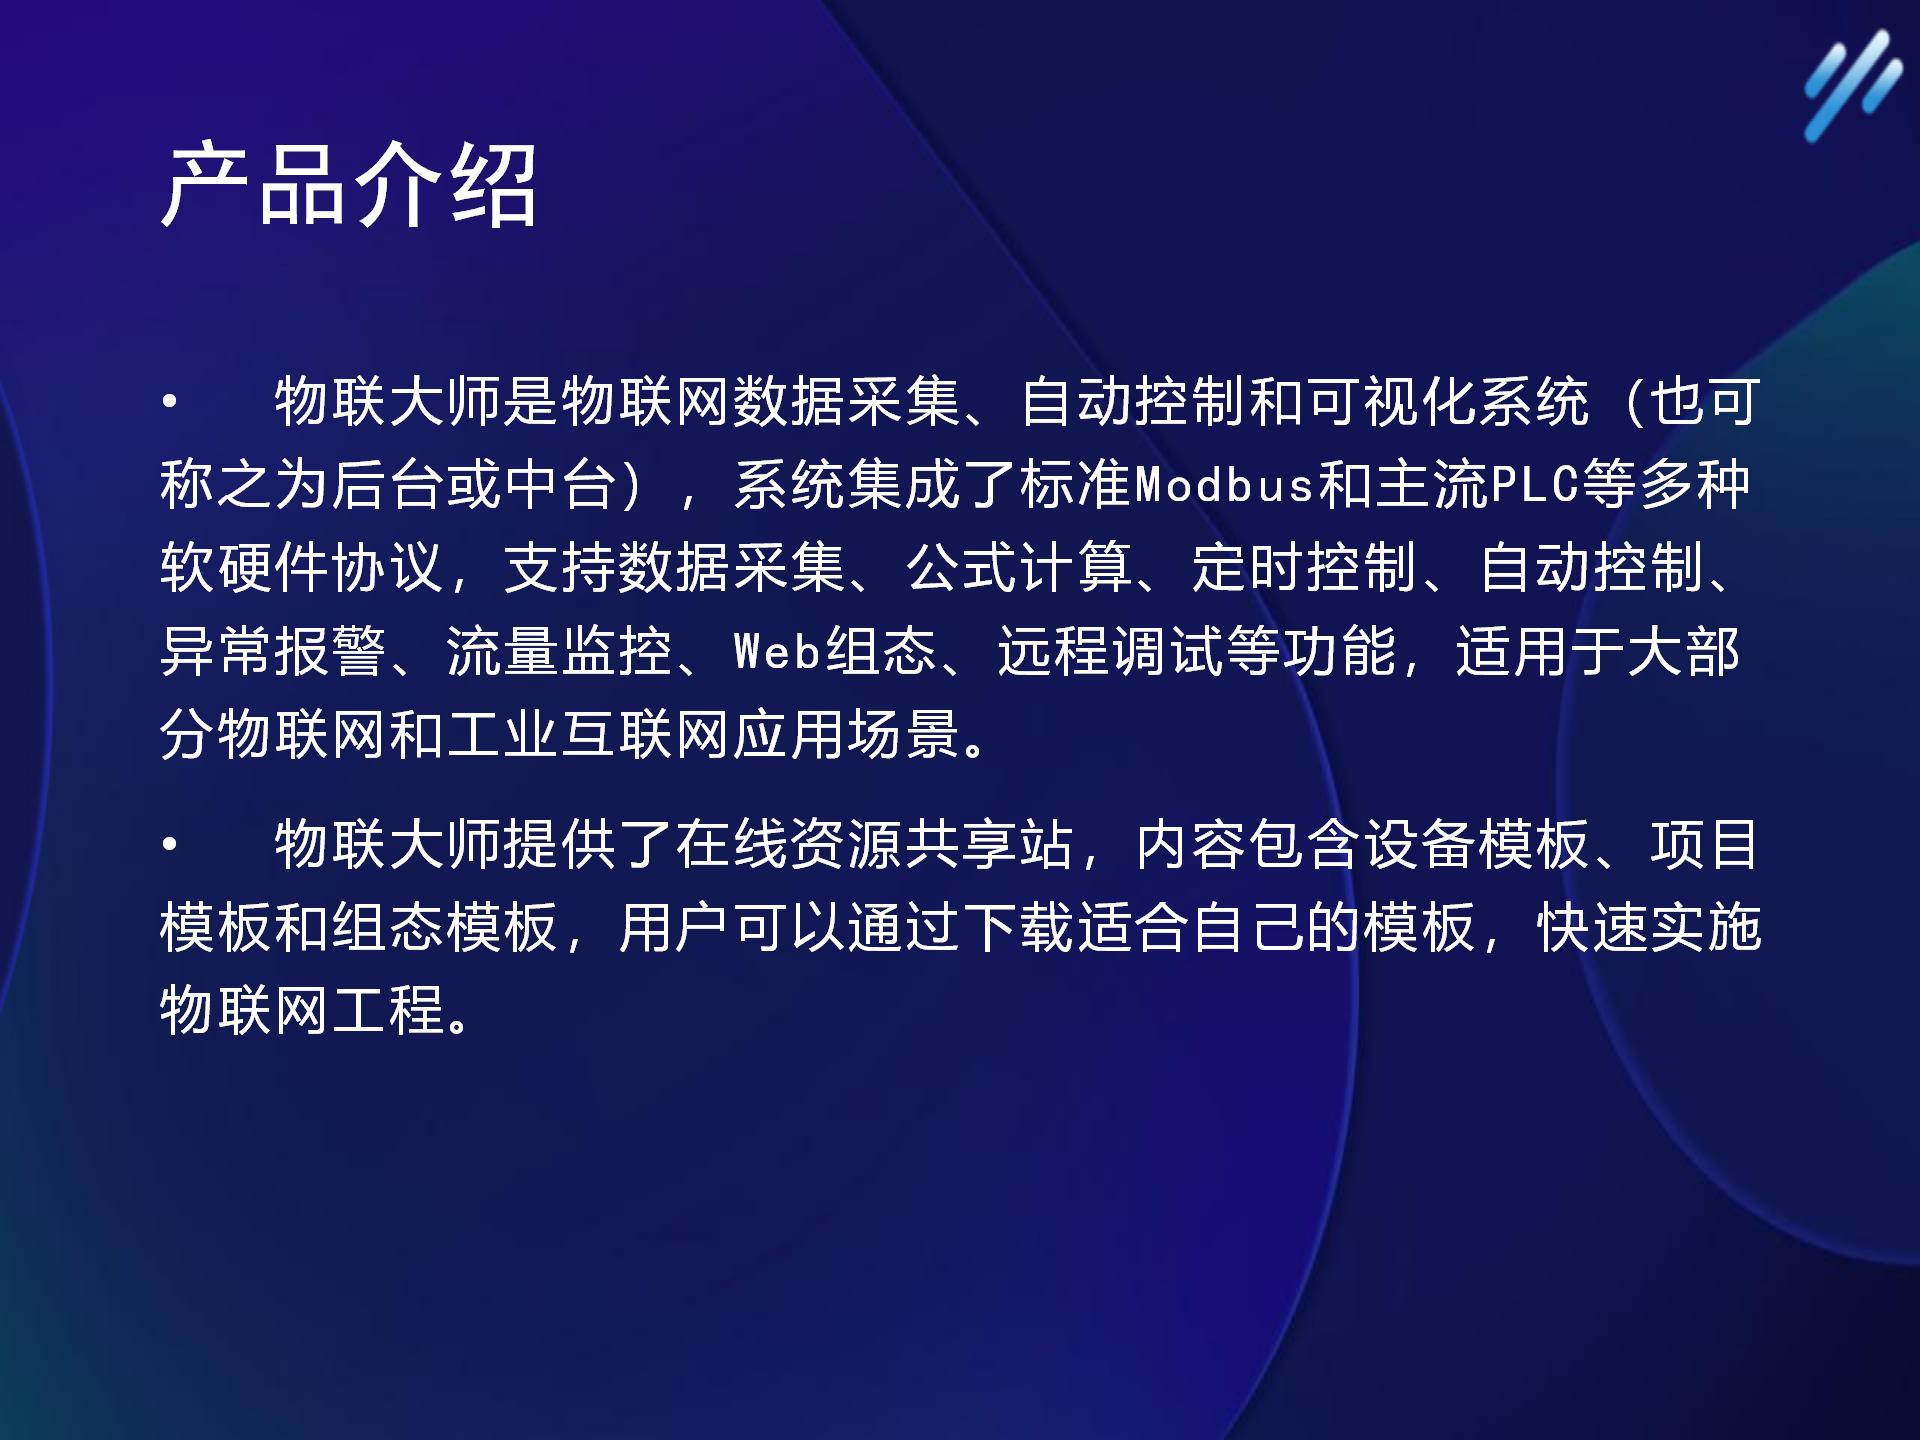 产品介绍
• 物联大师是物联网数据采集、自动控制和可视化系统（也可
称之为后台或中台），系统集成了标准Modbus和主流PLC等多种
软硬件协议，支持数据采集、公式计算、定时控制、自动控制、
异常报警、流量监控、Web组态、远程调试等功能，适用于大部
分物联网和工业互联网应用场景。
• 物联大师提供了在线资源共享站，内容包含设备模板、项目
模板和组态模板，用户可以通过下载适合自己的模板，快速实施
物联网工程。